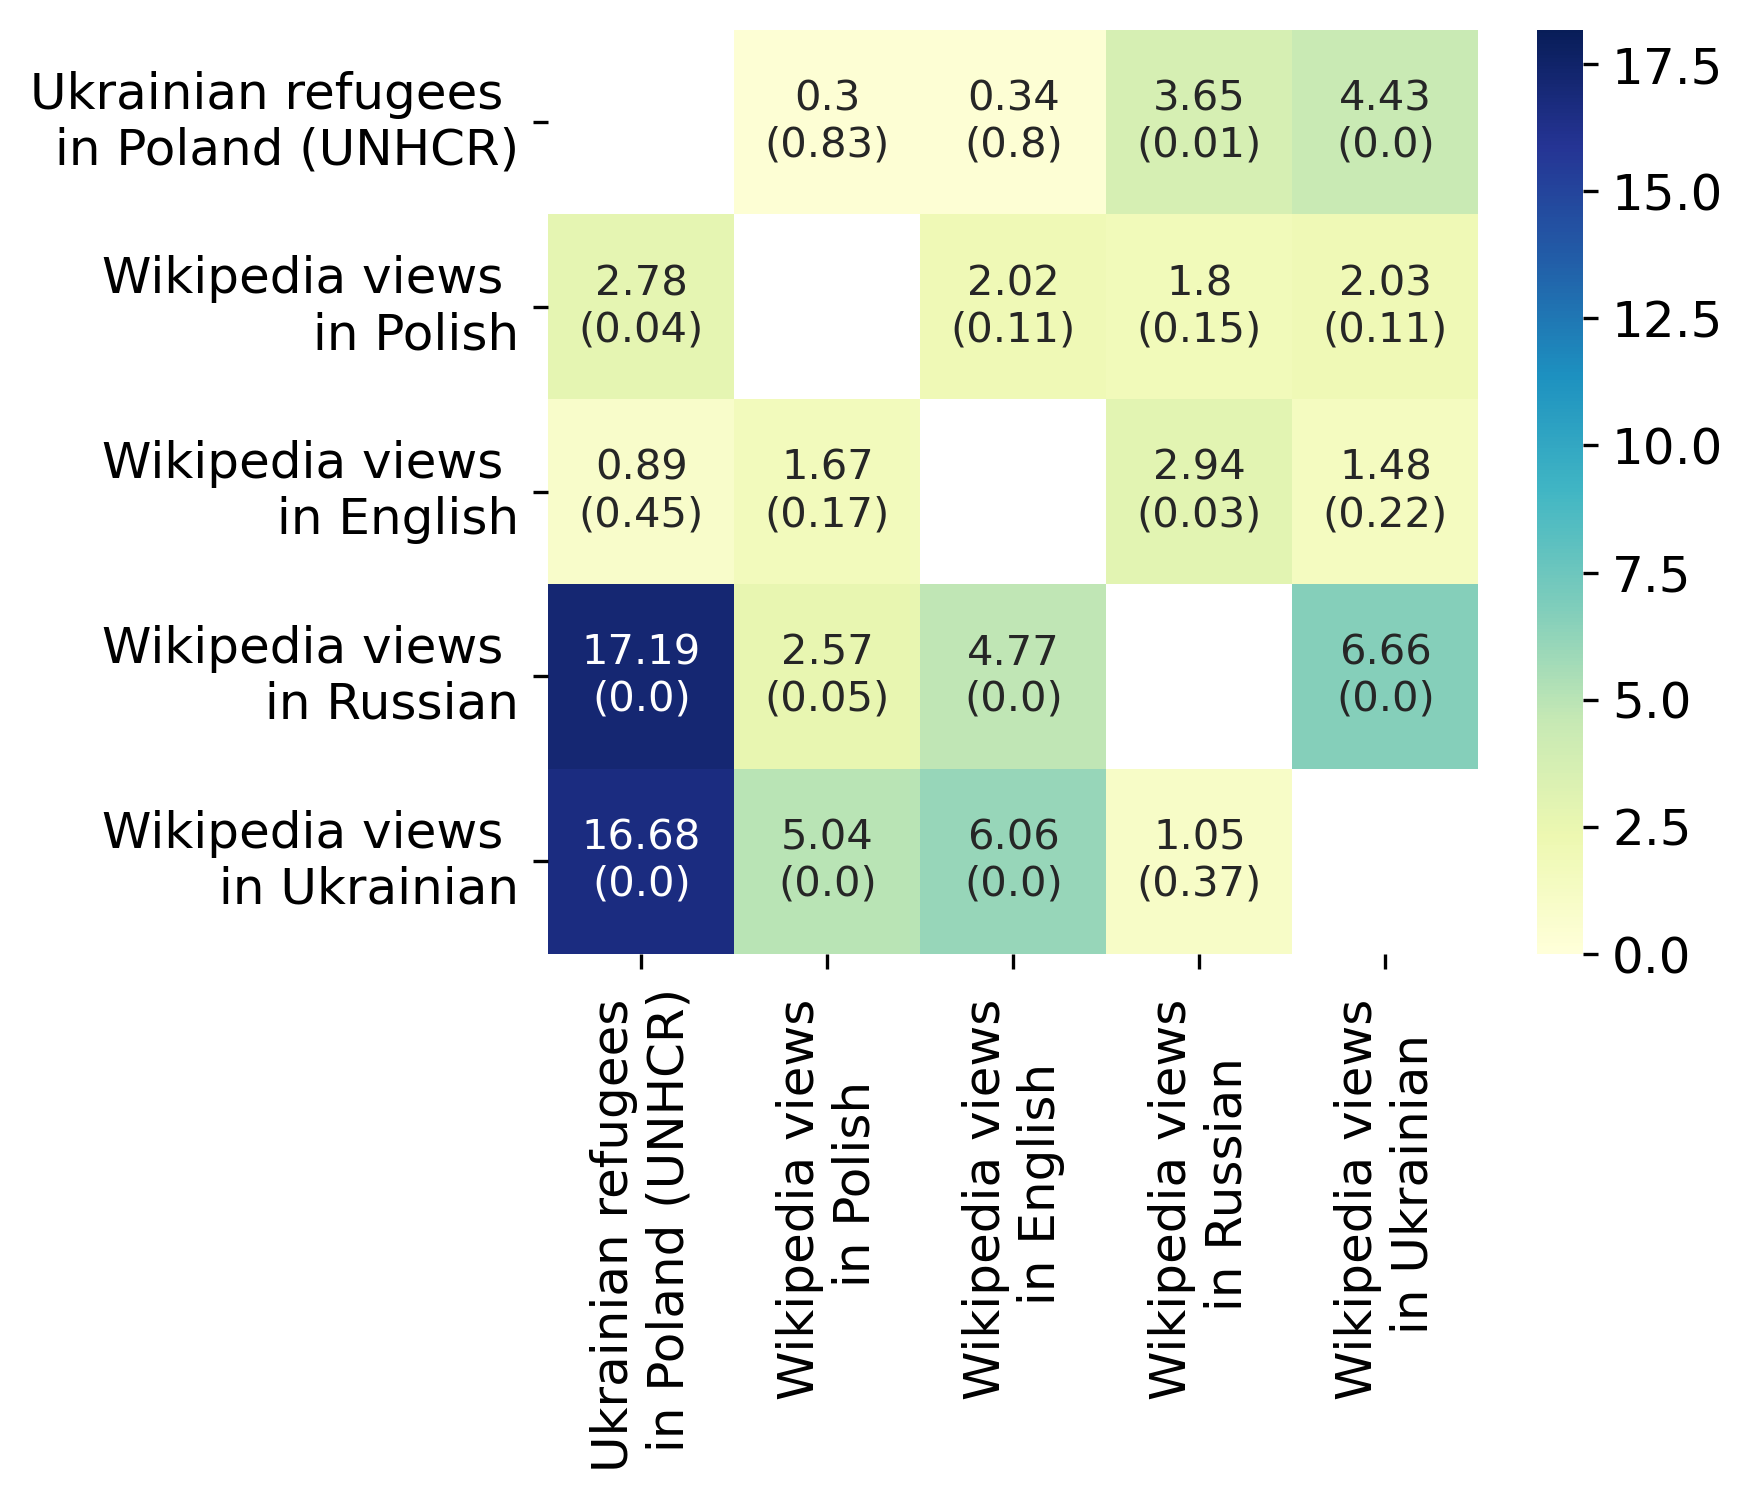 Ukrainian refugees
in Poland (UNHCR)
0.3
(0.83)
0.34
(0.8)
3.65
(0.01)
4.43
(0.0)
Wikipedia views
in Polish
2.78
(0.04)
2.02
(0.11)
1.8
(0.15)
2.03
(0.11)
Wikipedia views
in English
0.89
(0.45)
1.67
(0.17)
2.94
(0.03)
1.48
(0.22)
Wikipedia views
in Russian
17.19
(0.0)
2.57
(0.05)
4.77
(0.0)
6.66
(0.0)
Wikipedia views
in Ukrainian
16.68
(0.0)
5.04
(0.0)
6.06
(0.0)
1.05
(0.37)
Ukrainian refugees
in Poland (UNHCR)
Wikipedia views
in Polish
Wikipedia views
in English
Wikipedia views
in Russian
Wikipedia views
in Ukrainian
17.5
15.0
12.5
10.0
7.5
5.0
2.5
0.0